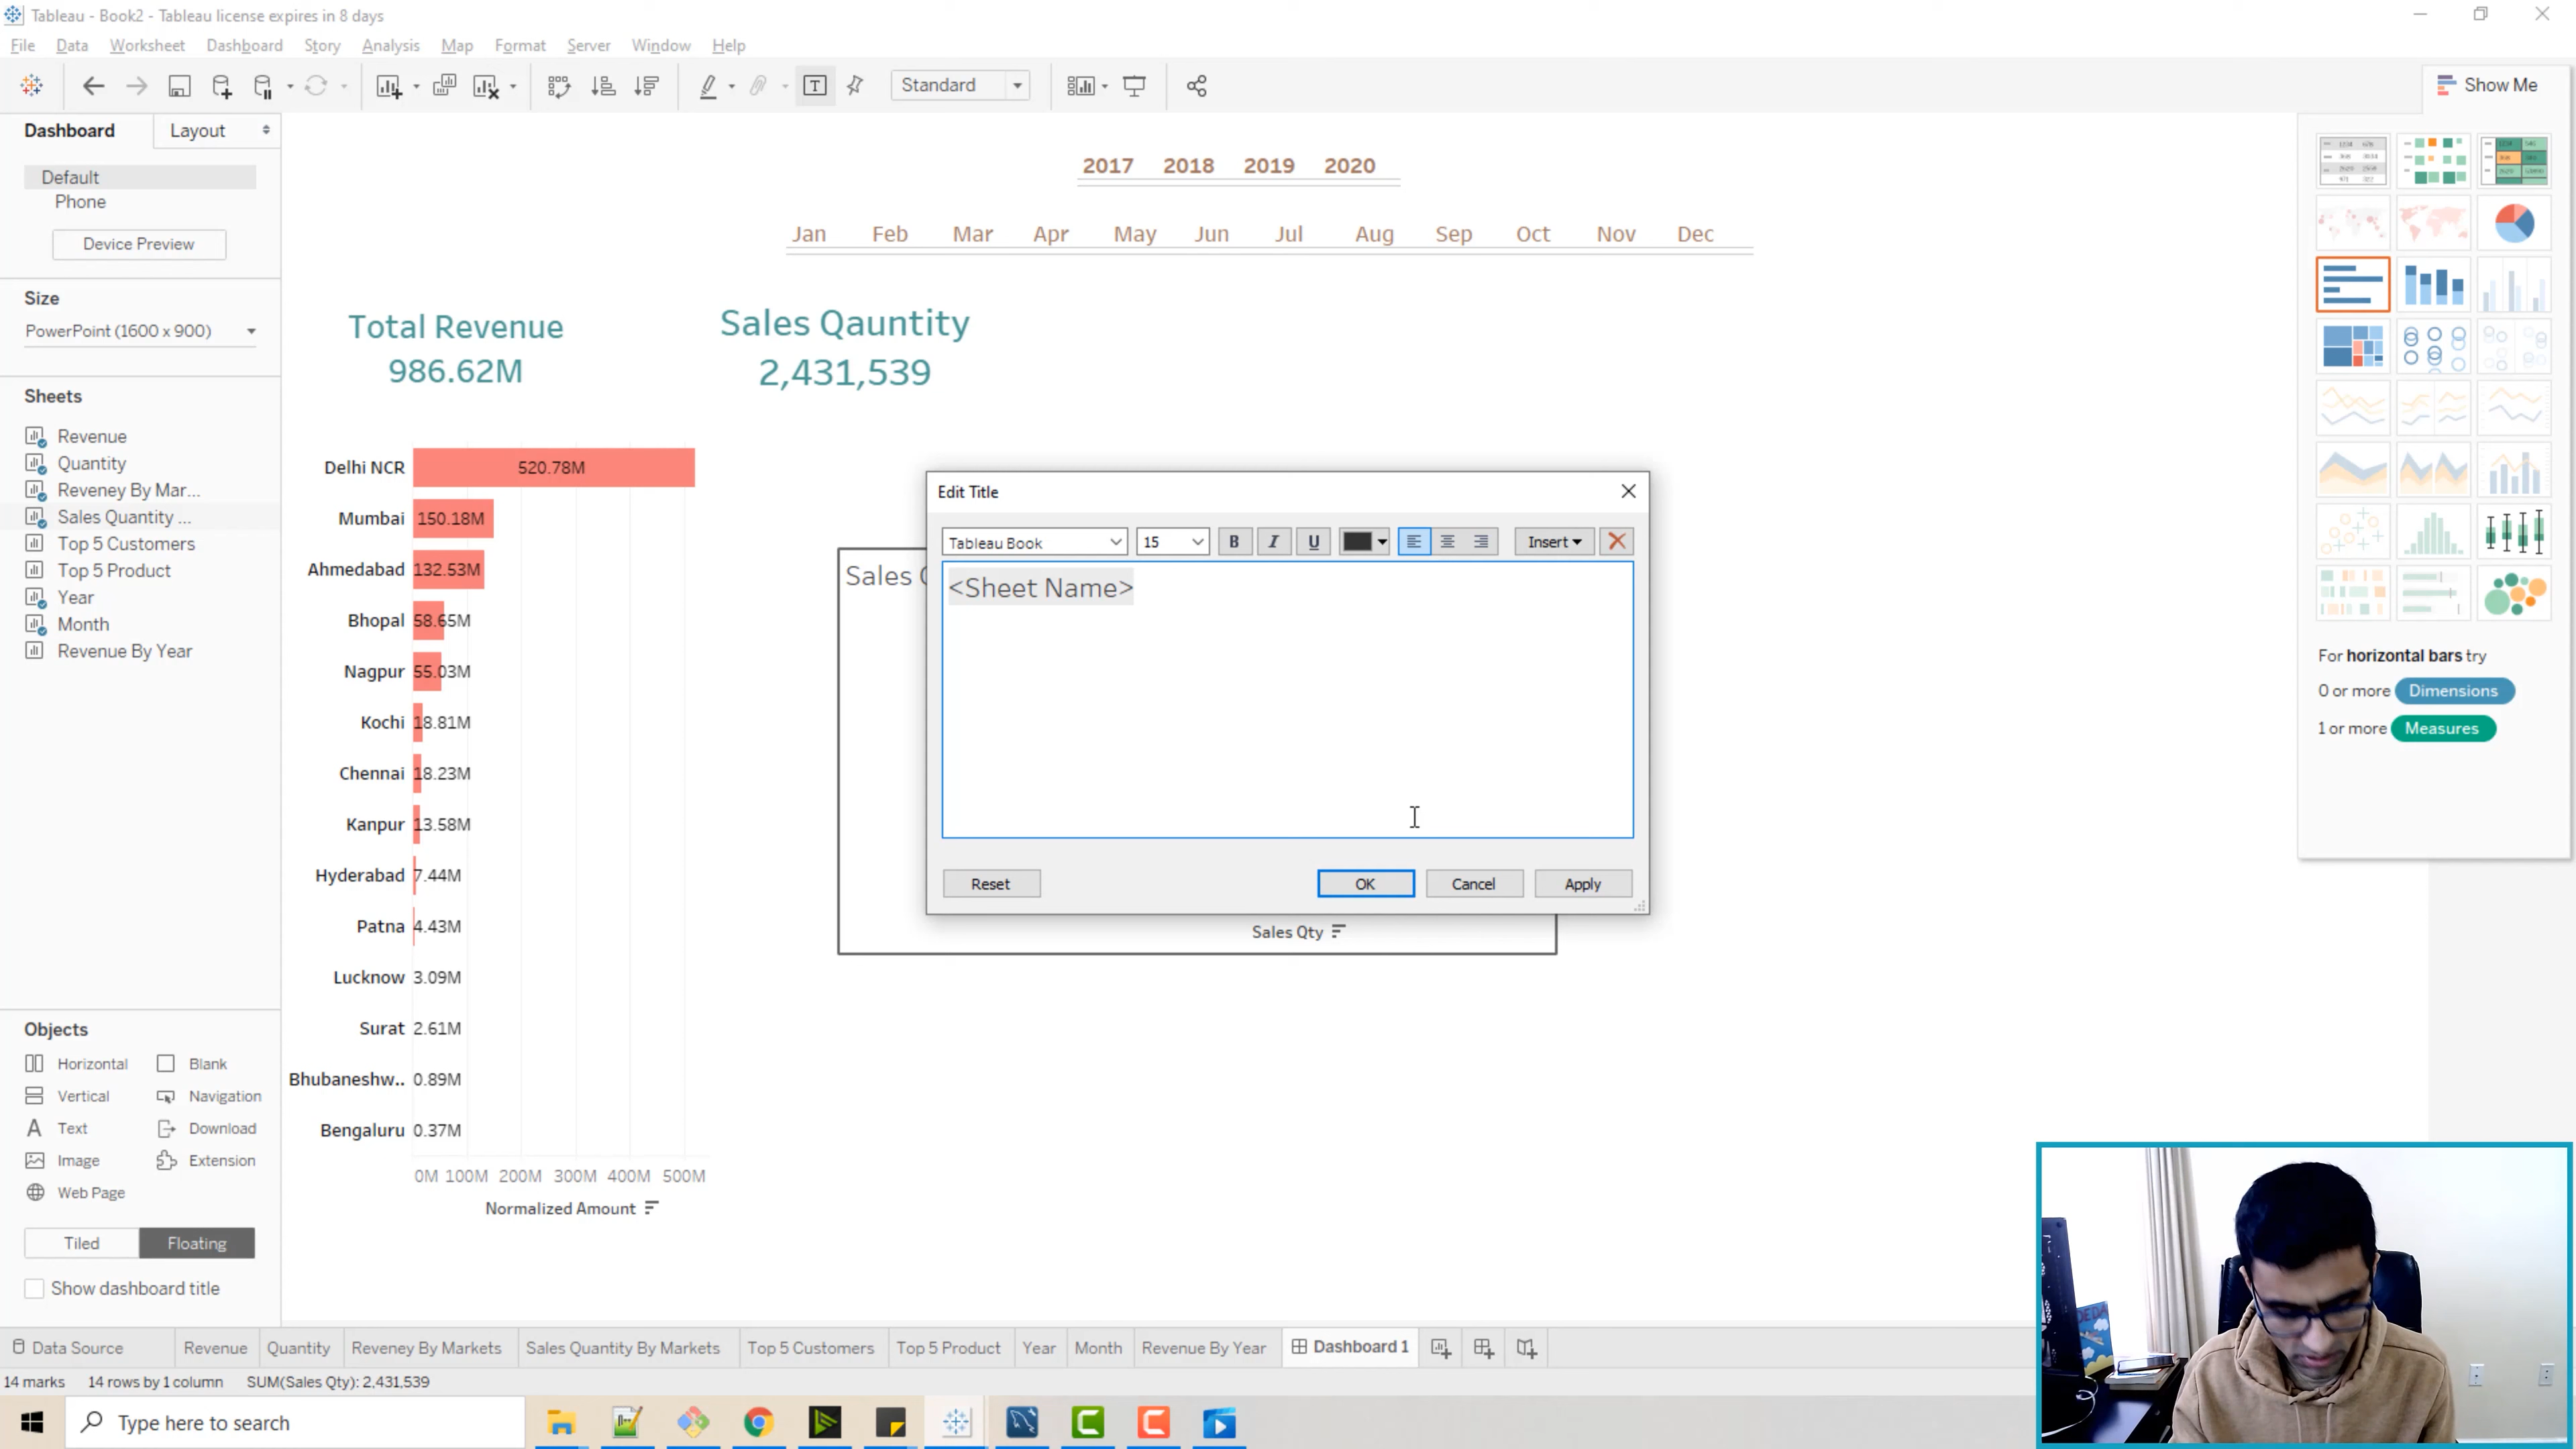 Tableau - Book2 - Tableau license expires in 8 days
File Data Worksheet Dashboard Story Analysis Map Format Server Window Help
Standard
Show Me
Dashboard Layout
Default
Phone
Device Preview
Size
PowerPoint (1600 x 900)
Sheets
Revenue
Quantity
Reveney By Mar...
Sales Quantity ...
Top 5 Customers
Top 5 Product
Year
Month
Revenue By Year
Objects
Horizontal Blank
Vertical Navigation
Text Download
Image Extension
Web Page
Tiled Floating
Show dashboard title
2017 2018 2019 2020
Jan Feb Mar Apr May Jun Jul Aug Sep Oct Nov Dec
Total Revenue
986.62M
Sales Qauntity
2,431,539
Delhi NCR 520.78M
Mumbai 150.18M
Ahmedabad 132.53M
Bhopal 58.65M
Nagpur 55.03M
Kochi 18.81M
Chennai 18.23M
Kanpur 13.58M
Hyderabad 7.44M
Patna 4.43M
Lucknow 3.09M
Surat 2.61M
Bhubaneshw.. 0.89M
Bengaluru 0.37M
0M 100M 200M 300M 400M 500M
Normalized Amount
Sales
Edit Title
Tableau Book 15 B I U Insert
<Sheet Name>
Reset OK Cancel Apply
Sales Qty
For horizontal bars try
0 or more Dimensions
1 or more Measures
Data Source Revenue Quantity Reveney By Markets Sales Quantity By Markets Top 5 Customers Top 5 Product Year Month Revenue By Year Dashboard 1
14 marks 14 rows by 1 column SUM(Sales Qty): 2,431,539
Type here to search